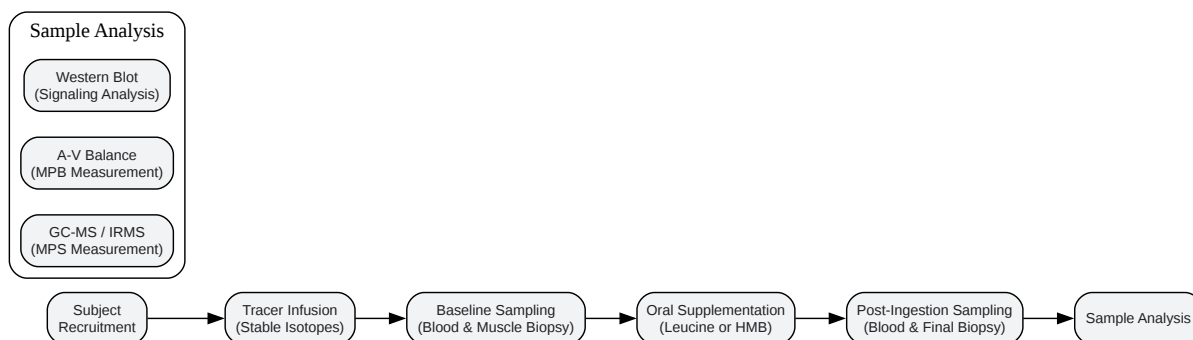 Sample Analysis
Western Blot
(Signaling Analysis)
A-V Balance
(MPB Measurement)
GC-MS / IRMS
(MPS Measurement)
Subject
Recruitment
Tracer Infusion
(Stable Isotopes)
Baseline Sampling
(Blood & Muscle Biopsy)
Oral Supplementation
(Leucine or HMB)
Post-Ingestion Sampling
(Blood & Final Biopsy)
Sample Analysis